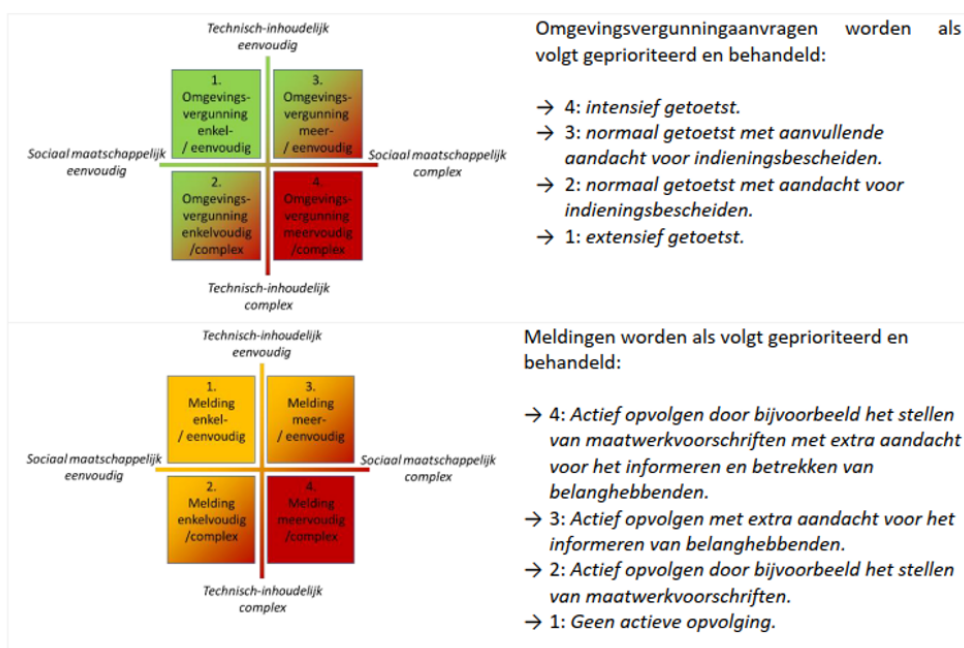 Technisch-inhoudelijk
eenvoudig
1.
Omgevings-
vergunning
enkel-
/ eenvoudig
3.
Omgevings-
vergunning
meer-
/ eenvoudig
Sociaal maatschappelijk
eenvoudig
Sociaal maatschappelijk
complex
2.
Omgevings-
vergunning
enkelvoudig
/complex
4.
Omgevings-
vergunning
meervoudig
/complex
Technisch-inhoudelijk
complex
Omgevingsvergunningaanvragen worden als
volgt geprioriteerd en behandeld:
→ 4: intensief getoetst.
→ 3: normaal getoetst met aanvullende
aandacht voor indieningsbescheiden.
→ 2: normaal getoetst met aandacht voor
indieningsbescheiden.
→ 1: extensief getoetst.
Technisch-inhoudelijk
eenvoudig
1.
Melding
enkel-
/ eenvoudig
3.
Melding
meer-
/ eenvoudig
Sociaal maatschappelijk
eenvoudig
Sociaal maatschappelijk
complex
2.
Melding
enkelvoudig
/complex
4.
Melding
meervoudig
/complex
Technisch-inhoudelijk
complex
Meldingen worden als volgt geprioriteerd en
behandeld:
→ 4: Actief opvolgen door bijvoorbeeld het stellen
van maatwerkvoorschriften met extra aandacht
voor het informeren en betrekken van
belanghebbenden.
→ 3: Actief opvolgen met extra aandacht voor het
informeren van belanghebbenden.
→ 2: Actief opvolgen door bijvoorbeeld het stellen
van maatwerkvoorschriften.
→ 1: Geen actieve opvolging.